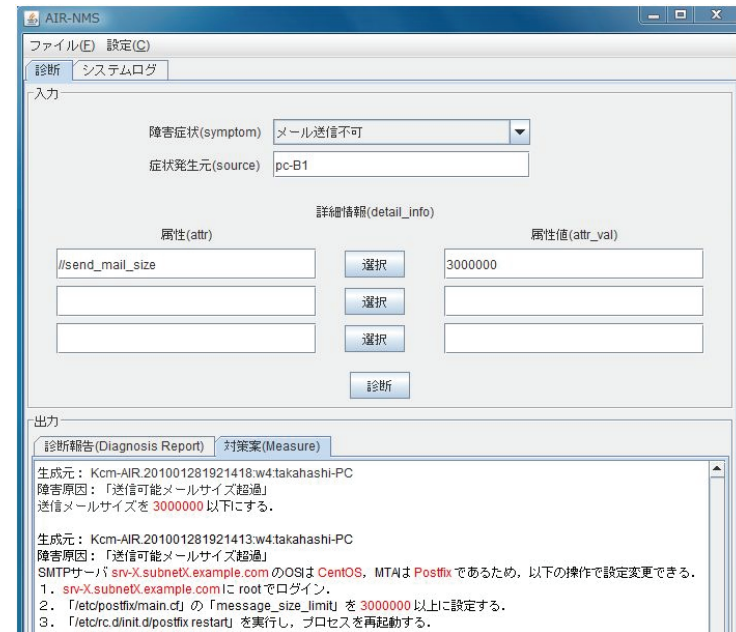 AIR-NMS
ファイル(F) 設定(C)
診断 システムログ
入力
障害症状(symptom) メール送信不可
症状発生元(source) pc-B1
詳細情報(detail_info)
属性(attr) 属性値(attr_val)
//send_mail_size 選択 3000000
選択
選択
診断
出力
診断報告(Diagnosis Report) 対策案(Measure)
生成元： Kcm-AIR.201001281921418:w4:takahashi-PC
障害原因：「送信可能メールサイズ超過」
送信メールサイズを 3000000 以下にする．
生成元： Kcm-AIR.201001281921413:w4:takahashi-PC
障害原因：「送信可能メールサイズ超過」
SMTPサーバ srv-X.subnetX.example.com のOSは CentOS， MTAは Postfix であるため，以下の操作で設定変更できる．
１． srv-X.subnetX.example.com に root でログイン．
２． 「/etc/postfix/main.cf」の「message_size_limit」を 3000000 以上に設定する．
３． 「/etc/rc.d/init.d/postfix restart」を実行し，プロセスを再起動する．